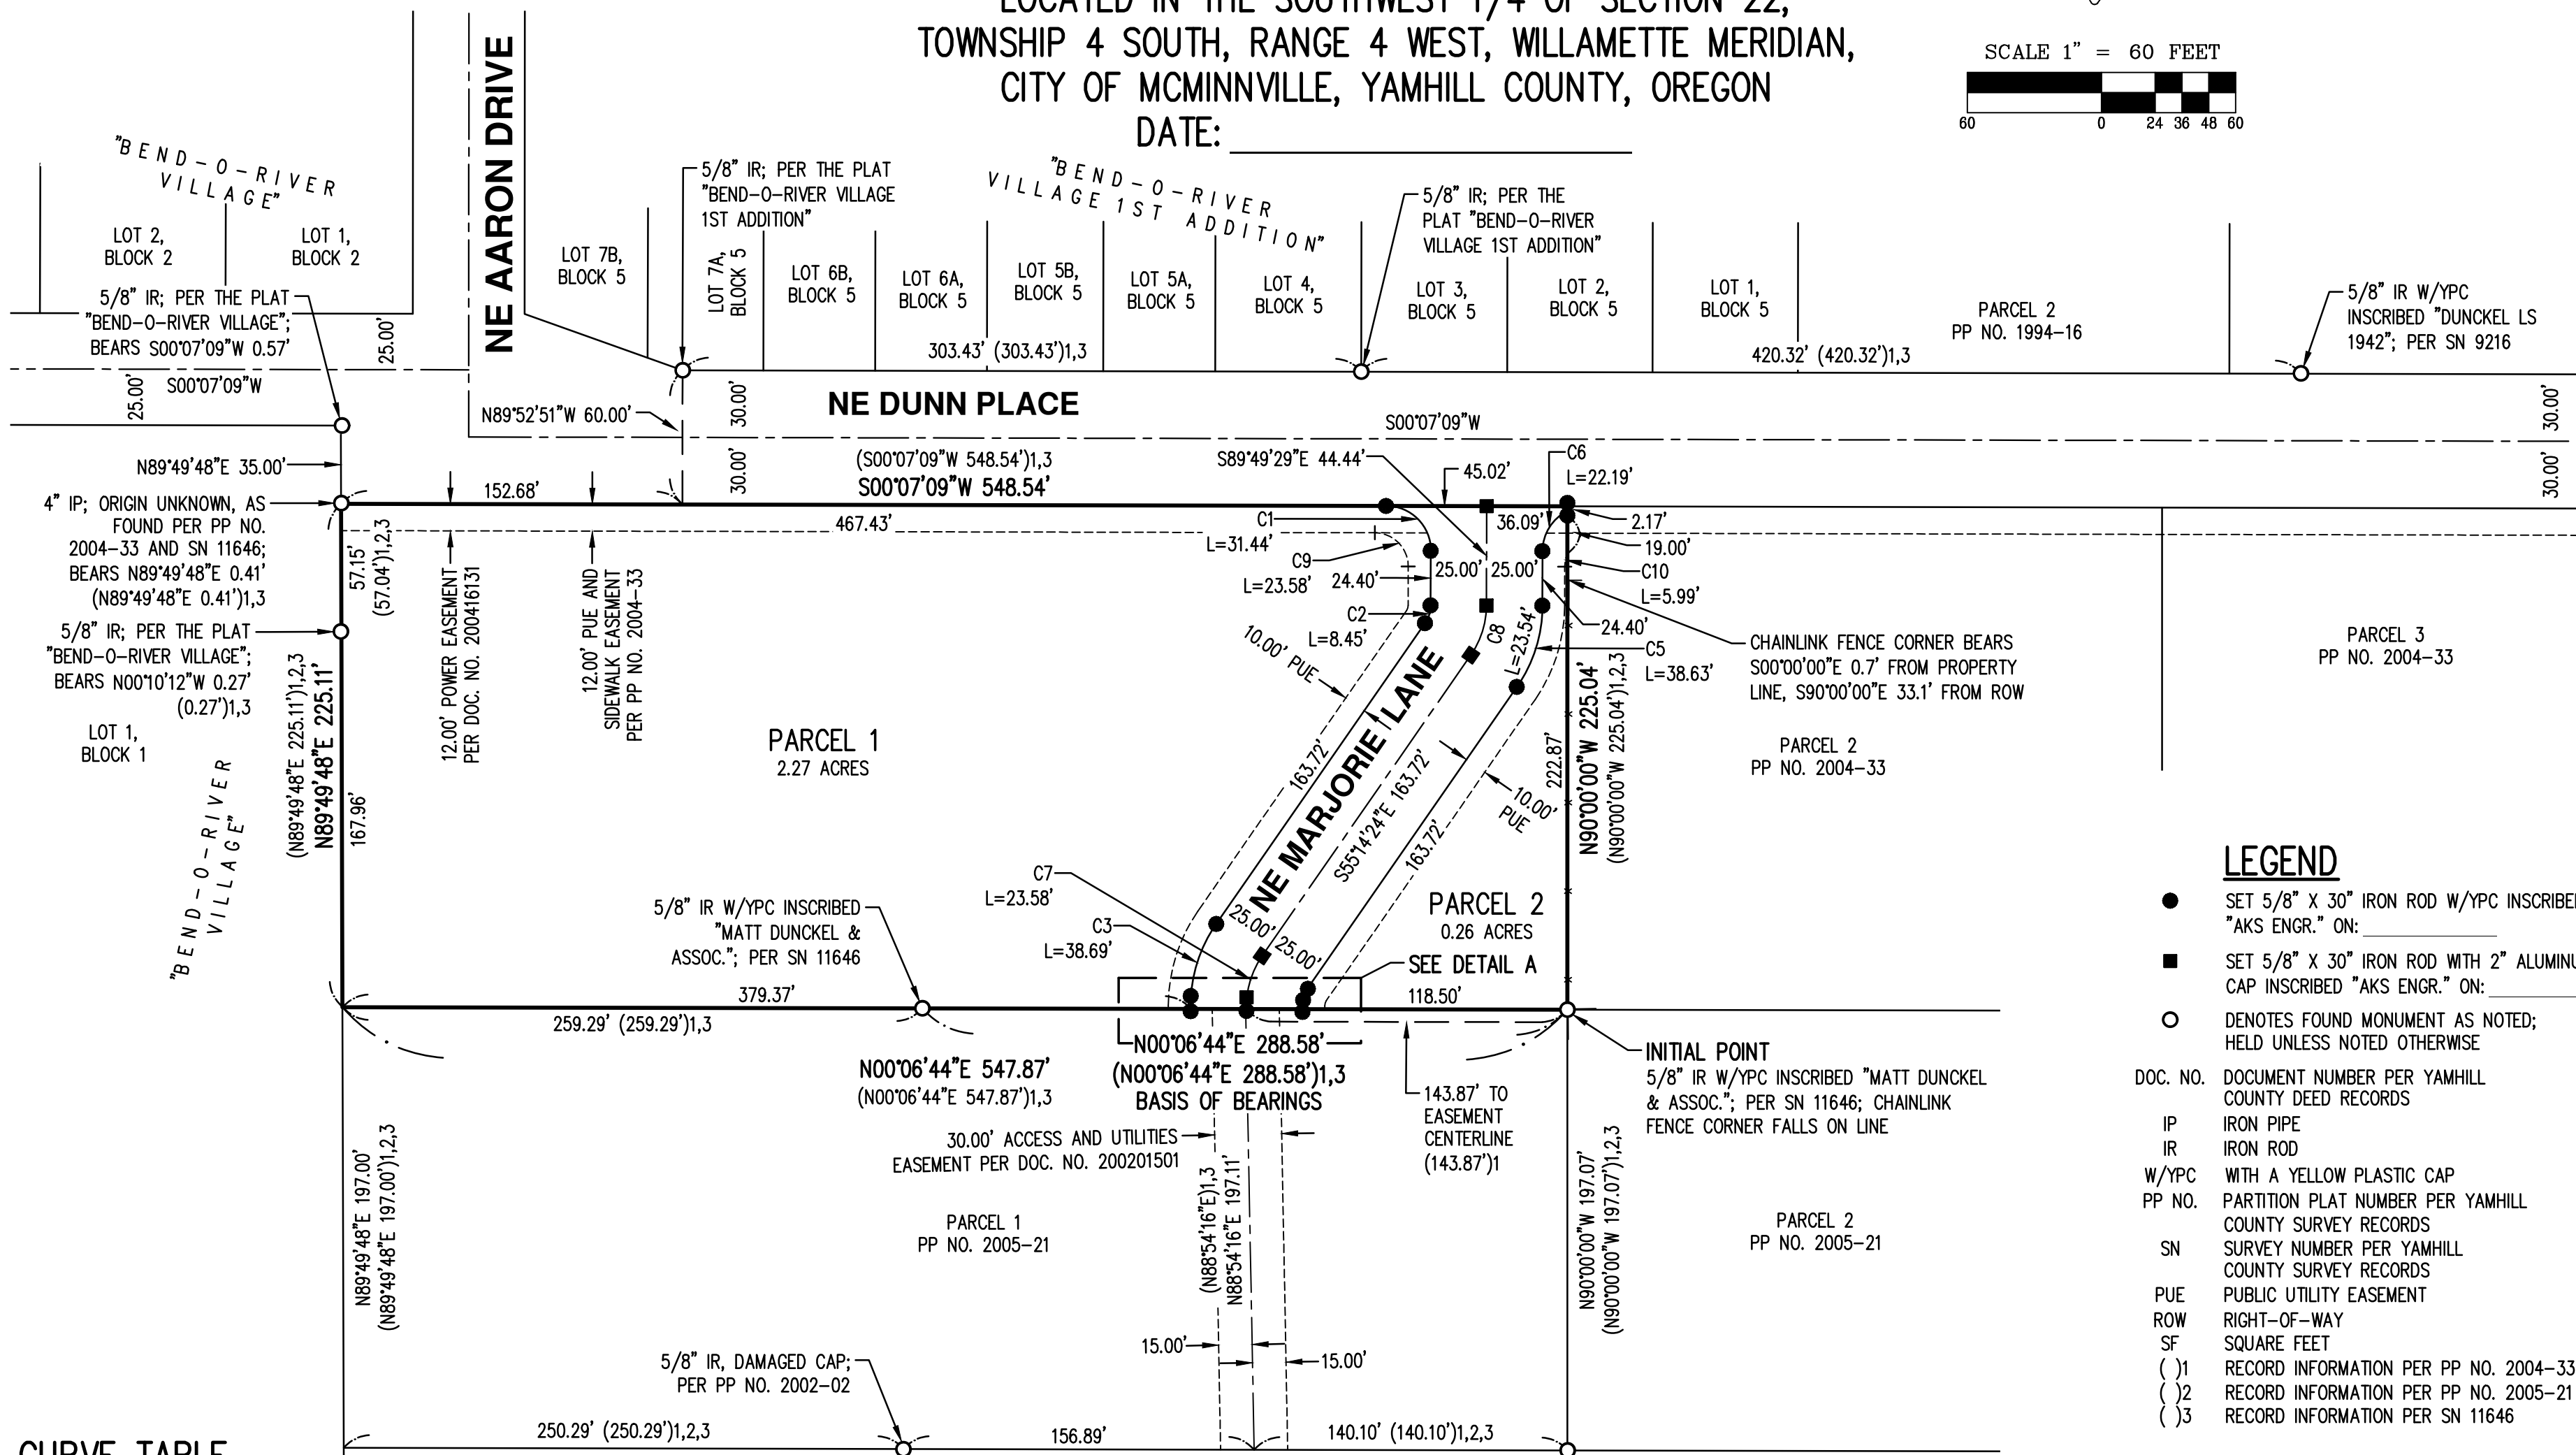 LOCATED IN THE SOUTHWEST 1/4 OF SECTION 22,
TOWNSHIP 4 SOUTH, RANGE 4 WEST, WILLAMETTE MERIDIAN,
CITY OF MCMINNVILLE, YAMHILL COUNTY, OREGON
DATE:
SCALE 1" = 60 FEET
60 0 24 36 48 60
"BEND-O-RIVER
VILLAGE"
NE AARON DRIVE
5/8" IR; PER THE PLAT
"BEND-O-RIVER VILLAGE
1ST ADDITION"
"BEND-O-RIVER
VILLAGE 1ST ADDITION"
5/8" IR; PER THE
PLAT "BEND-O-RIVER
VILLAGE 1ST ADDITION"
LOT 2,
BLOCK 2
LOT 1,
BLOCK 2
LOT 7B,
BLOCK 5
LOT 7A,
BLOCK 5
LOT 6B,
BLOCK 5
LOT 6A,
BLOCK 5
LOT 5B,
BLOCK 5
LOT 5A,
BLOCK 5
LOT 4,
BLOCK 5
LOT 3,
BLOCK 5
LOT 2,
BLOCK 5
LOT 1,
BLOCK 5
PARCEL 2
PP NO. 1994-16
5/8" IR W/YPC
INSCRIBED "DUNCKEL LS
1942"; PER SN 9216
5/8" IR; PER THE PLAT
"BEND-O-RIVER VILLAGE";
BEARS S00°07'09"W 0.57'
25.00'
303.43' (303.43')1,3
420.32' (420.32')1,3
S00°07'09"W
25.00'
N89°52'51"W 60.00'
30.00'
NE DUNN PLACE
S00°07'09"W
30.00'
N89°49'48"E 35.00'
30.00'
(S00°07'09"W 548.54')1,3
S00°07'09"W 548.54'
S89°49'29"E 44.44'
45.02'
C6
L=22.19'
30.00'
4" IP; ORIGIN UNKNOWN, AS
FOUND PER PP NO.
2004-33 AND SN 11646;
BEARS N89°49'48"E 0.41'
(N89°49'48"E 0.41')1,3
152.68'
467.43'
57.15'
(57.04')1,2,3
C1
L=31.44'
36.09'
2.17'
19.00'
C9
L=23.58'
24.40'
25.00'
25.00'
C10
L=5.99'
C2
L=8.45'
C8
L=23.54'
24.40'
C5
L=38.63'
5/8" IR; PER THE PLAT
"BEND-O-RIVER VILLAGE";
BEARS N00°10'12"W 0.27'
(0.27')1,3
LOT 1,
BLOCK 1
12.00' POWER EASEMENT
PER DOC. NO. 200416131
12.00' PUE AND
SIDEWALK EASEMENT
PER PP NO. 2004-33
10.00' PUE
CHAINLINK FENCE CORNER BEARS
S00°00'00"E 0.7' FROM PROPERTY
LINE, S90°00'00"E 33.1' FROM ROW
PARCEL 3
PP NO. 2004-33
"BEND-O-RIVER
VILLAGE"
(N89°49'48"E 225.11')1,2,3
N89°49'48"E 225.11'
167.96'
PARCEL 1
2.27 ACRES
163.72'
NE MARJORIE LANE
S55°14'24"E 163.72'
163.72'
10.00'
PUE
222.87'
N90°00'00"W 225.04'
(N90°00'00"W 225.04')1,2,3
PARCEL 2
PP NO. 2004-33
C7
L=23.58'
C3
L=38.69'
25.00'
25.00'
PARCEL 2
0.26 ACRES
SEE DETAIL A
5/8" IR W/YPC INSCRIBED
"MATT DUNCKEL &
ASSOC."; PER SN 11646
379.37'
118.50'
259.29' (259.29')1,3
N00°06'44"E 547.87'
(N00°06'44"E 547.87')1,3
N00°06'44"E 288.58'
(N00°06'44"E 288.58')1,3
BASIS OF BEARINGS
143.87' TO
EASEMENT
CENTERLINE
(143.87')1
INITIAL POINT
5/8" IR W/YPC INSCRIBED "MATT DUNCKEL
& ASSOC."; PER SN 11646; CHAINLINK
FENCE CORNER FALLS ON LINE
30.00' ACCESS AND UTILITIES
EASEMENT PER DOC. NO. 200201501
N89°49'48"E 197.00'
(N89°49'48"E 197.00')1,2,3
PARCEL 1
PP NO. 2005-21
(N88°54'16"E)1,3
N88°54'16"E 197.11'
N90°00'00"W 197.07'
(N90°00'00"W 197.07')1,2,3
PARCEL 2
PP NO. 2005-21
15.00'
15.00'
5/8" IR, DAMAGED CAP;
PER PP NO. 2002-02
250.29' (250.29')1,2,3
156.89'
140.10' (140.10')1,2,3
CURVE TABLE
LEGEND
SET 5/8" X 30" IRON ROD W/YPC INSCRIBED
"AKS ENGR." ON:
SET 5/8" X 30" IRON ROD WITH 2" ALUMINU
CAP INSCRIBED "AKS ENGR." ON:
DENOTES FOUND MONUMENT AS NOTED;
HELD UNLESS NOTED OTHERWISE
DOC. NO. DOCUMENT NUMBER PER YAMHILL
COUNTY DEED RECORDS
IP IRON PIPE
IR IRON ROD
W/YPC WITH A YELLOW PLASTIC CAP
PP NO. PARTITION PLAT NUMBER PER YAMHILL
COUNTY SURVEY RECORDS
SN SURVEY NUMBER PER YAMHILL
COUNTY SURVEY RECORDS
PUE PUBLIC UTILITY EASEMENT
ROW RIGHT-OF-WAY
SF SQUARE FEET
( )1 RECORD INFORMATION PER PP NO. 2004-33
( )2 RECORD INFORMATION PER PP NO. 2005-21
( )3 RECORD INFORMATION PER SN 11646